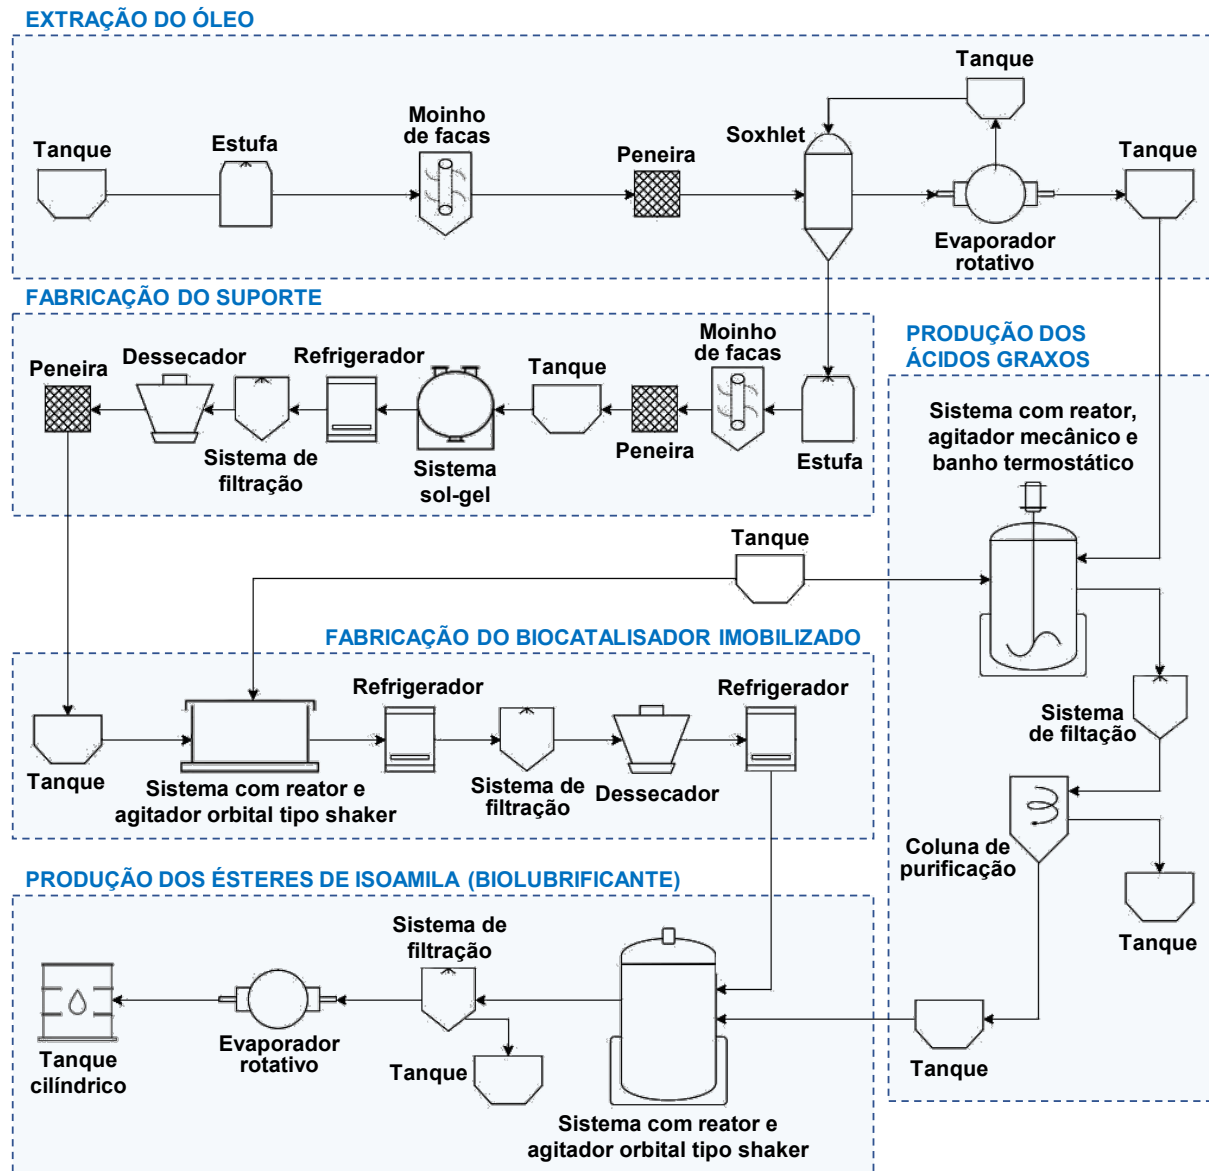 EXTRAÇÃO DO ÓLEO
Tanque
Estufa
Moinho
de facas
Peneira
Soxhlet
Tanque
Evaporador
rotativo
Tanque
FABRICAÇÃO DO SUPORTE
Peneira
Dessecador
Sistema de
filtração
Refrigerador
Sistema
sol-gel
Tanque
Peneira
Moinho
de facas
Estufa
PRODUÇÃO DOS
ÁCIDOS GRAXOS
Sistema com reator,
agitador mecânico e
banho termostático
Tanque
Sistema
de filtação
Coluna de
purificação
Tanque
Tanque
FABRICAÇÃO DO BIOCATALISADOR IMOBILIZADO
Tanque
Sistema com reator e
agitador orbital tipo shaker
Refrigerador
Sistema de
filtração
Dessecador
Refrigerador
PRODUÇÃO DOS ÉSTERES DE ISOAMILA (BIOLUBRIFICANTE)
Tanque
cilíndrico
Evaporador
rotativo
Sistema de
filtração
Tanque
Sistema com reator e
agitador orbital tipo shaker